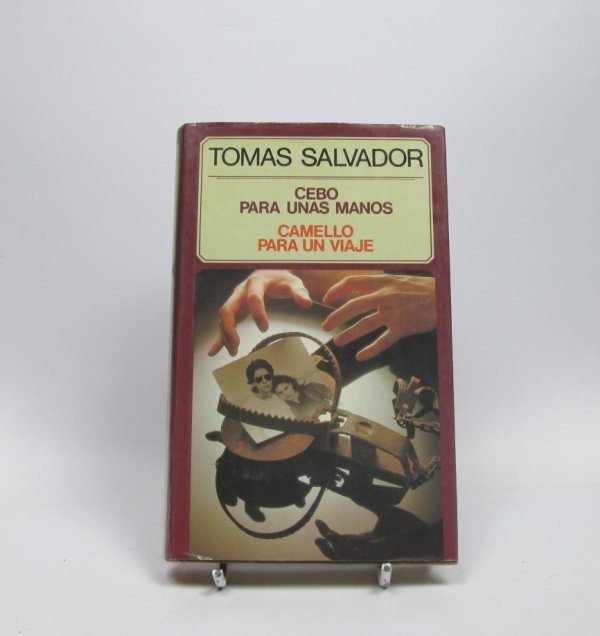 TOMAS SALVADOR
CEBO
PARA UNAS MANOS
CAMELLO
PARA UN VIAJE